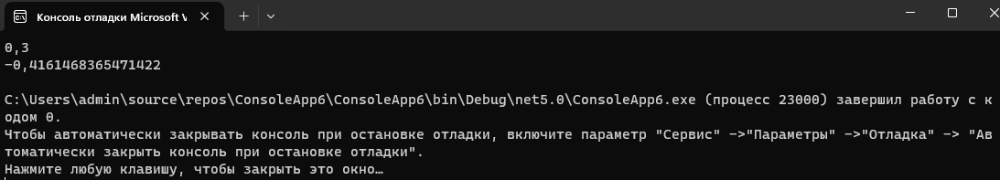 Консоль отладки Microsoft V
0,3
-0,4161468365471422
C:\Users\admin\source\repos\ConsoleApp6\ConsoleApp6\bin\Debug\net5.0\ConsoleApp6.exe (процесс 23000) завершил работу с к
одом 0.
Чтобы автоматически закрывать консоль при остановке отладки, включите параметр "Сервис" ->"Параметры" ->"Отладка" -> "Ав
томатически закрыть консоль при остановке отладки".
Нажмите любую клавишу, чтобы закрыть это окно…